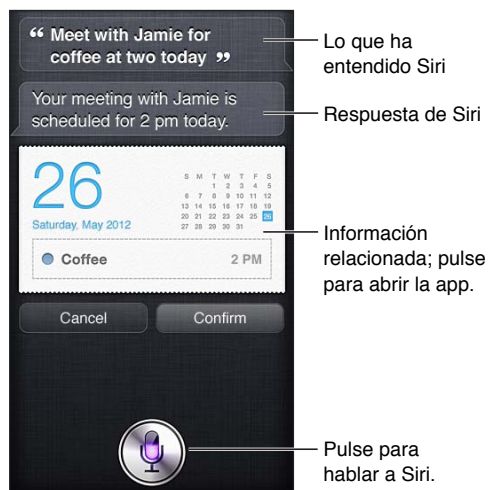 “ Meet with Jamie for
coffee at two today ”
Lo que ha
entendido Siri
Your meeting with Jamie is
scheduled for 2 pm today.
Respuesta de Siri
26
Saturday, May 2012
S M T W T F S
1 2 3 4 5
6 7 8 9 10 11 12
13 14 15 16 17 18 19
20 21 22 23 24 25 26
27 28 29 30 31
Coffee 2 PM
Información
relacionada; pulse
para abrir la app.
Cancel Confirm
Pulse para
hablar a Siri.